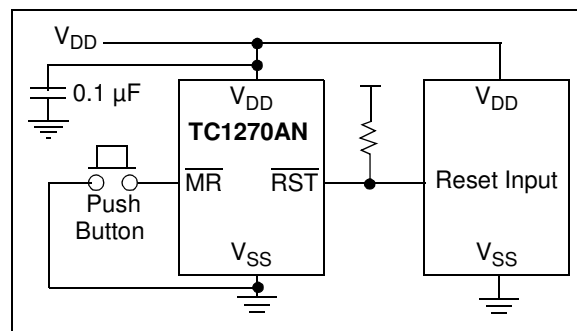 VDD
0.1 µF
VDD
TC1270AN
MR
RST
VSS
Push
Button
VDD
Reset Input
VSS